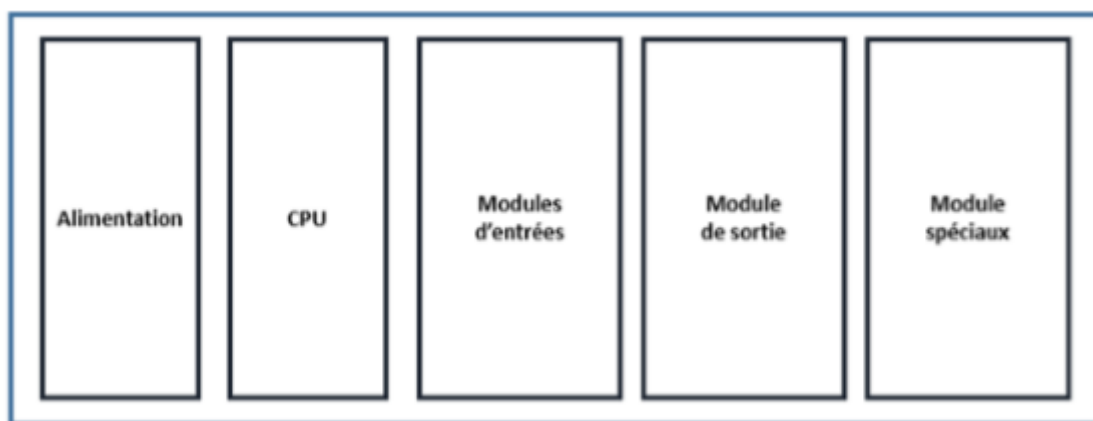 Alimentation
CPU
Modules
d'entrées
Module
de sortie
Module
spéciaux